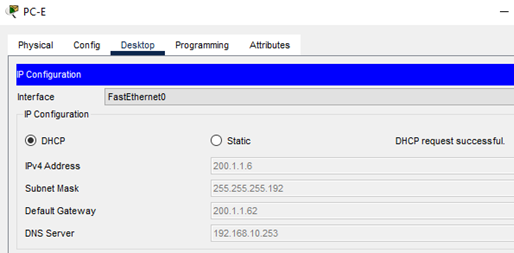 PC-E
Physical Config Desktop Programming Attributes
IP Configuration
Interface FastEthernet0
IP Configuration
DHCP Static DHCP request successful.
IPv4 Address 200.1.1.6
Subnet Mask 255.255.255.192
Default Gateway 200.1.1.62
DNS Server 192.168.10.253